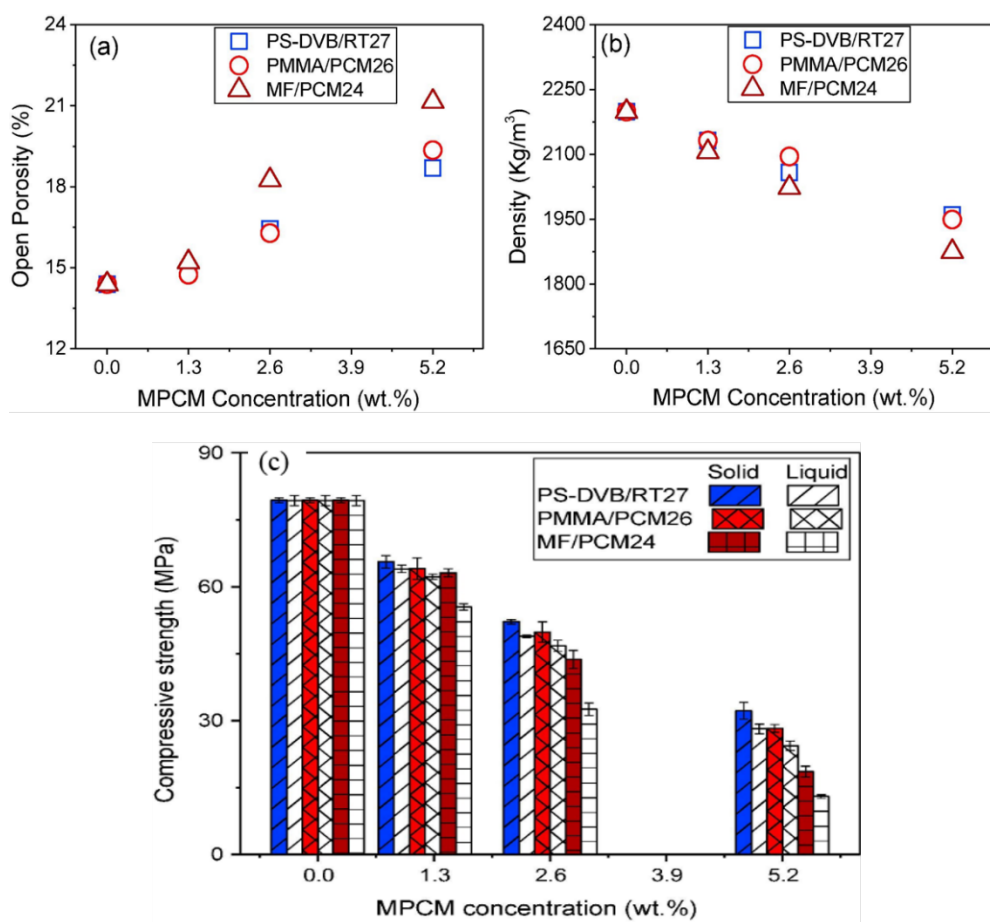 (a)
PS-DVB/RT27
PMMA/PCM26
MF/PCM24
Open Porosity (%)
24
21
18
15
12
0.0 1.3 2.6 3.9 5.2
MPCM Concentration (wt.%)
(b)
PS-DVB/RT27
PMMA/PCM26
MF/PCM24
Density (Kg/m³)
2400
2250
2100
1950
1800
1650
0.0 1.3 2.6 3.9 5.2
MPCM Concentration (wt.%)
(c)
Solid Liquid
PS-DVB/RT27
PMMA/PCM26
MF/PCM24
Compressive strength (MPa)
90
60
30
0
0.0 1.3 2.6 3.9 5.2
MPCM concentration (wt.%)